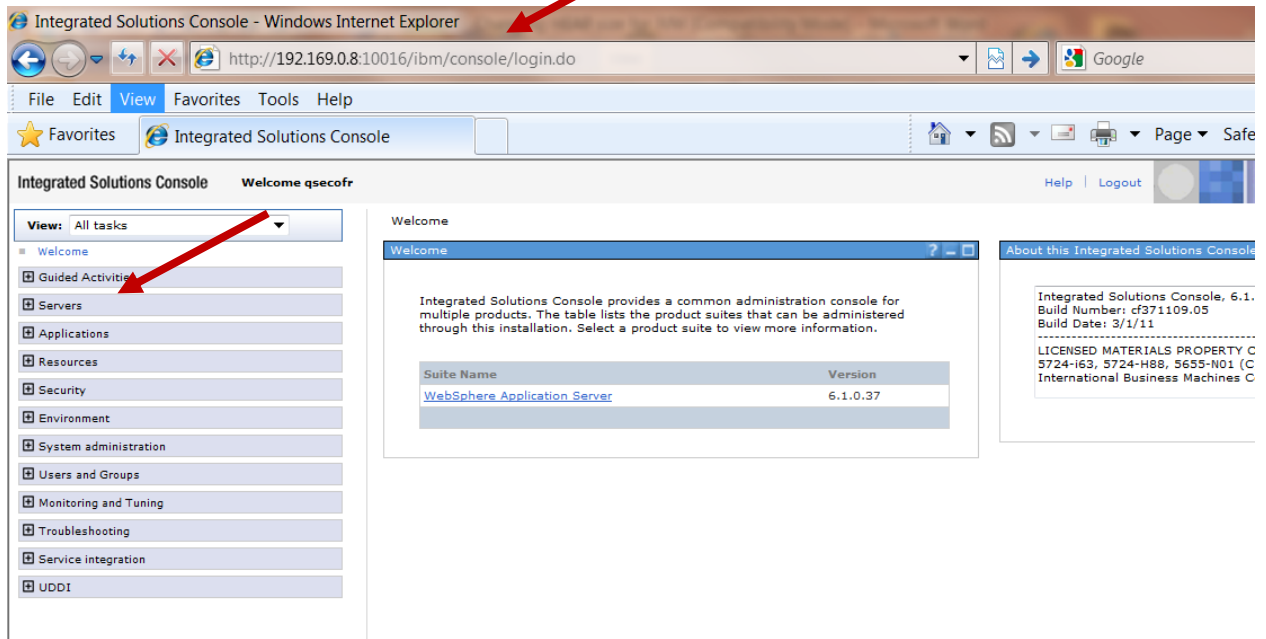 Integrated Solutions Console - Windows Internet Explorer
http://192.169.0.8:10016/ibm/console/login.do
Google
File Edit View Favorites Tools Help
Favorites
Integrated Solutions Console
Page
Safe
Integrated Solutions Console Welcome qsecofr
Help | Logout
View: All tasks
Welcome
Guided Activities
Servers
Applications
Resources
Security
Environment
System administration
Users and Groups
Monitoring and Tuning
Troubleshooting
Service integration
UDDI
Welcome
Welcome
Integrated Solutions Console provides a common administration console for
multiple products. The table lists the product suites that can be administered
through this installation. Select a product suite to view more information.
Suite Name Version
WebSphere Application Server 6.1.0.37
About this Integrated Solutions Console
Integrated Solutions Console, 6.1.
Build Number: cf371109.05
Build Date: 3/1/11
LICENSED MATERIALS PROPERTY O
5724-i63, 5724-H88, 5655-N01 (C
International Business Machines C